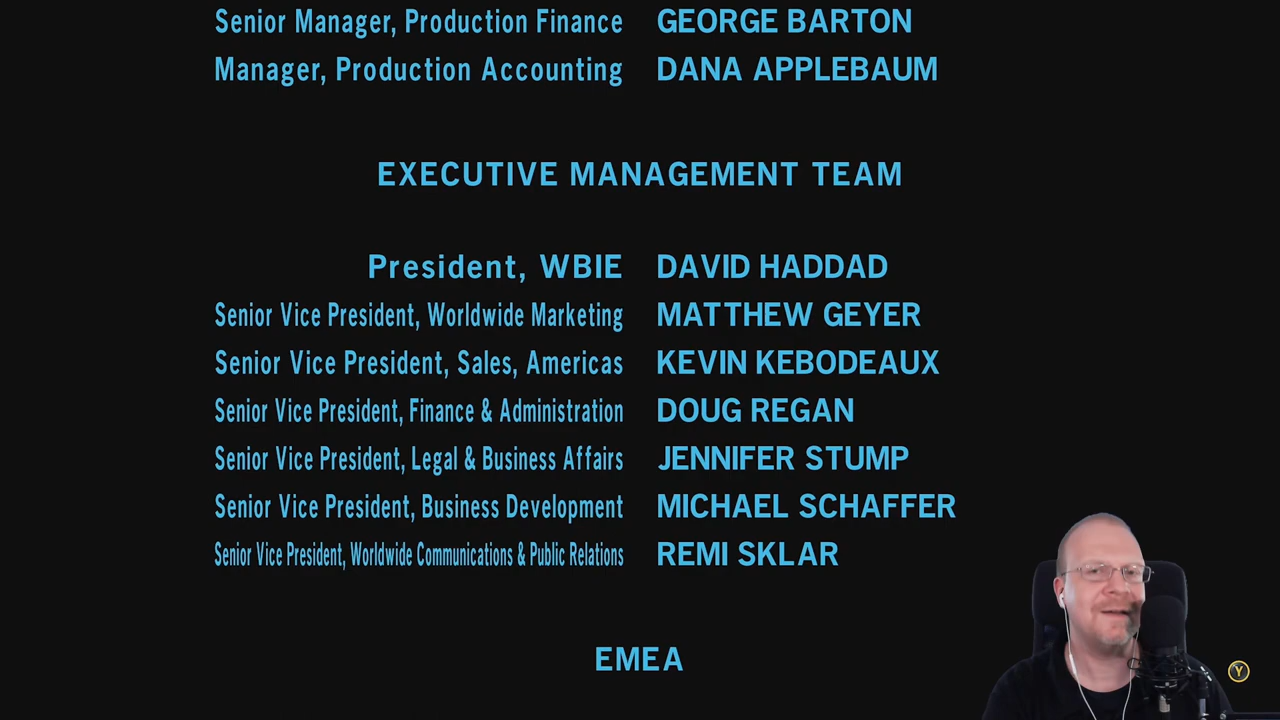 Senior Manager, Production Finance GEORGE BARTON
Manager, Production Accounting DANA APPLEBAUM
EXECUTIVE MANAGEMENT TEAM
President, WBIE DAVID HADDAD
Senior Vice President, Worldwide Marketing MATTHEW GEYER
Senior Vice President, Sales, Americas KEVIN KEBODEAUX
Senior Vice President, Finance & Administration DOUG REGAN
Senior Vice President, Legal & Business Affairs JENNIFER STUMP
Senior Vice President, Business Development MICHAEL SCHAFFER
Senior Vice President, Worldwide Communications & Public Relations REMI SKLAR
EMEA
Y